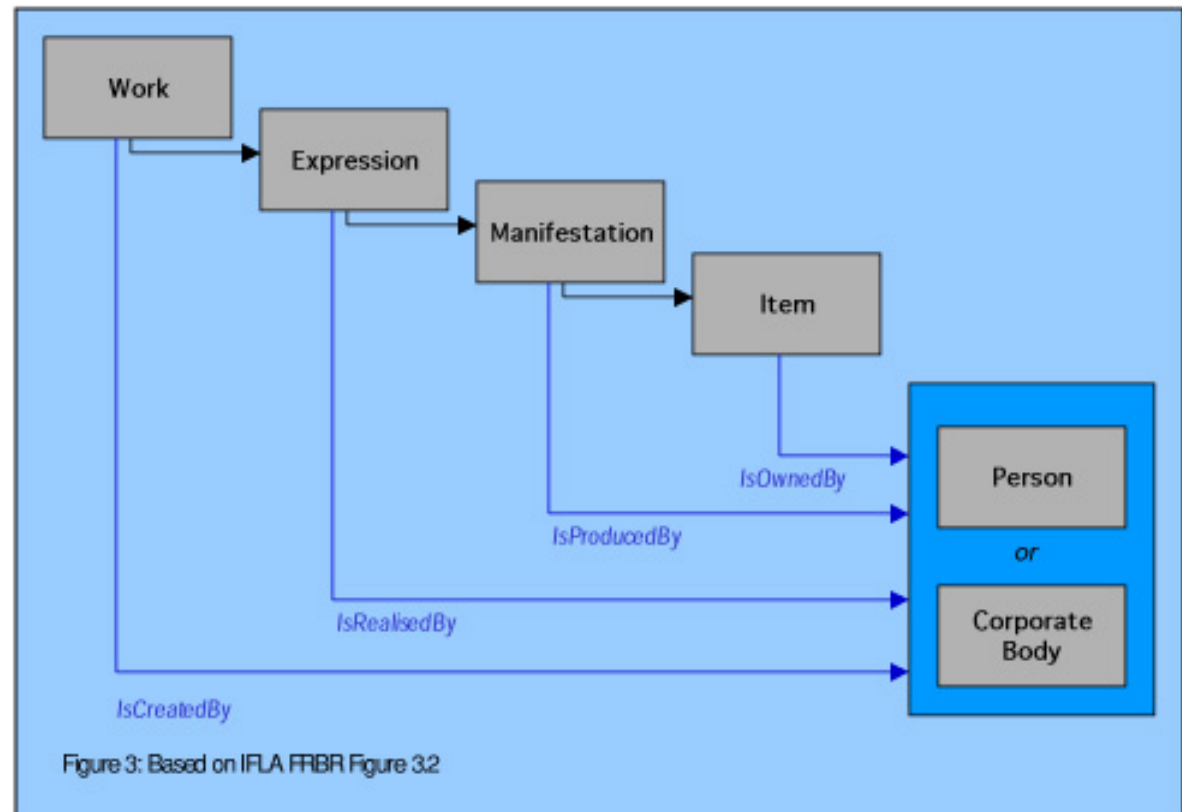 Work
Expression
Manifestation
Item
IsOwnedBy
Person
IsProducedBy
or
IsRealisedBy
Corporate
Body
IsCreatedBy
Figure 3: Based on IFLA FRBR Figure 3.2